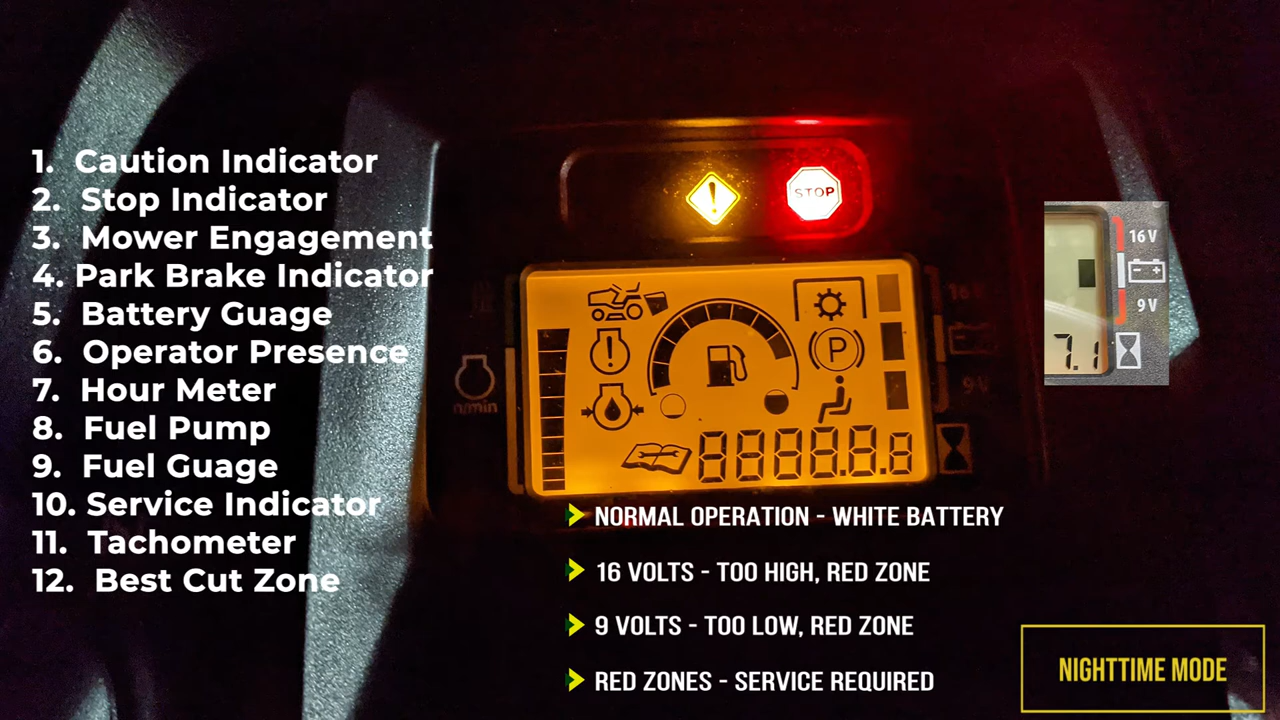 1. Caution Indicator
2. Stop Indicator
3. Mower Engagement
4. Park Brake Indicator
5. Battery Guage
6. Operator Presence
7. Hour Meter
8. Fuel Pump
9. Fuel Guage
10. Service Indicator
11. Tachometer
12. Best Cut Zone
STOP
n/min
P
16V
9V
8888.8.8
16V
9V
7.1
NORMAL OPERATION - WHITE BATTERY
16 VOLTS - TOO HIGH, RED ZONE
9 VOLTS - TOO LOW, RED ZONE
RED ZONES - SERVICE REQUIRED
NIGHTTIME MODE